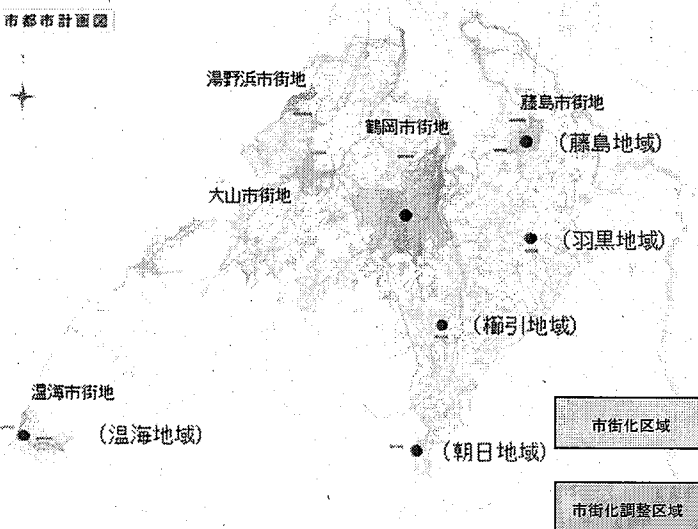 市都市計画図
湯野浜市街地
藤島市街地
鶴岡市街地
(藤島地域)
大山市街地
(羽黒地域)
(櫛引地域)
温海市街地
市街化区域
(温海地域)
(朝日地域)
市街化調整区域